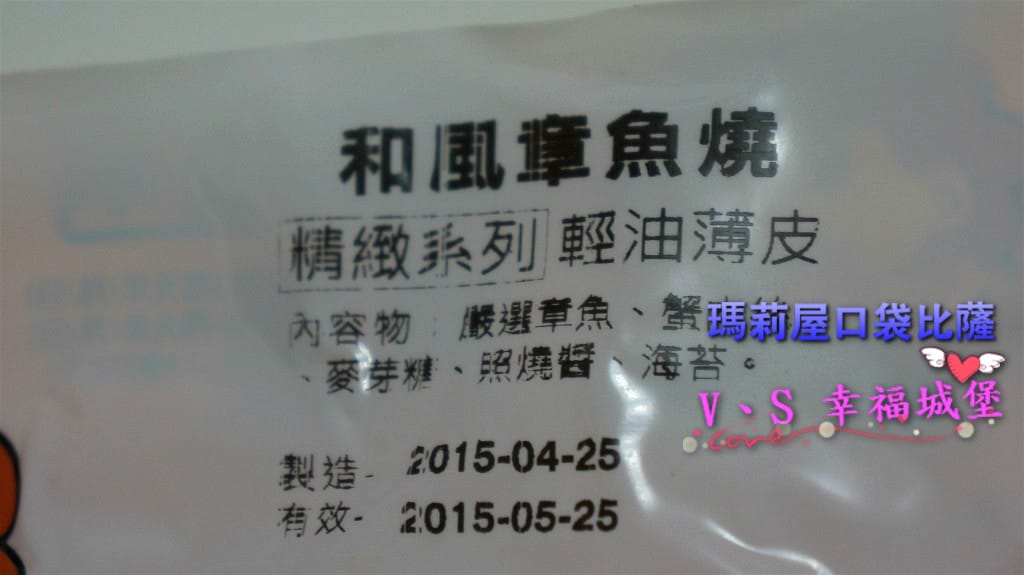 和風章魚燒
精緻系列 輕油薄皮
內容物：嚴選章魚、蟹
、麥芽糖、照燒醬、海苔。
製造- 2015-04-25
有效- 2015-05-25
瑪莉屋口袋比薩
V、S 幸福城堡
Love